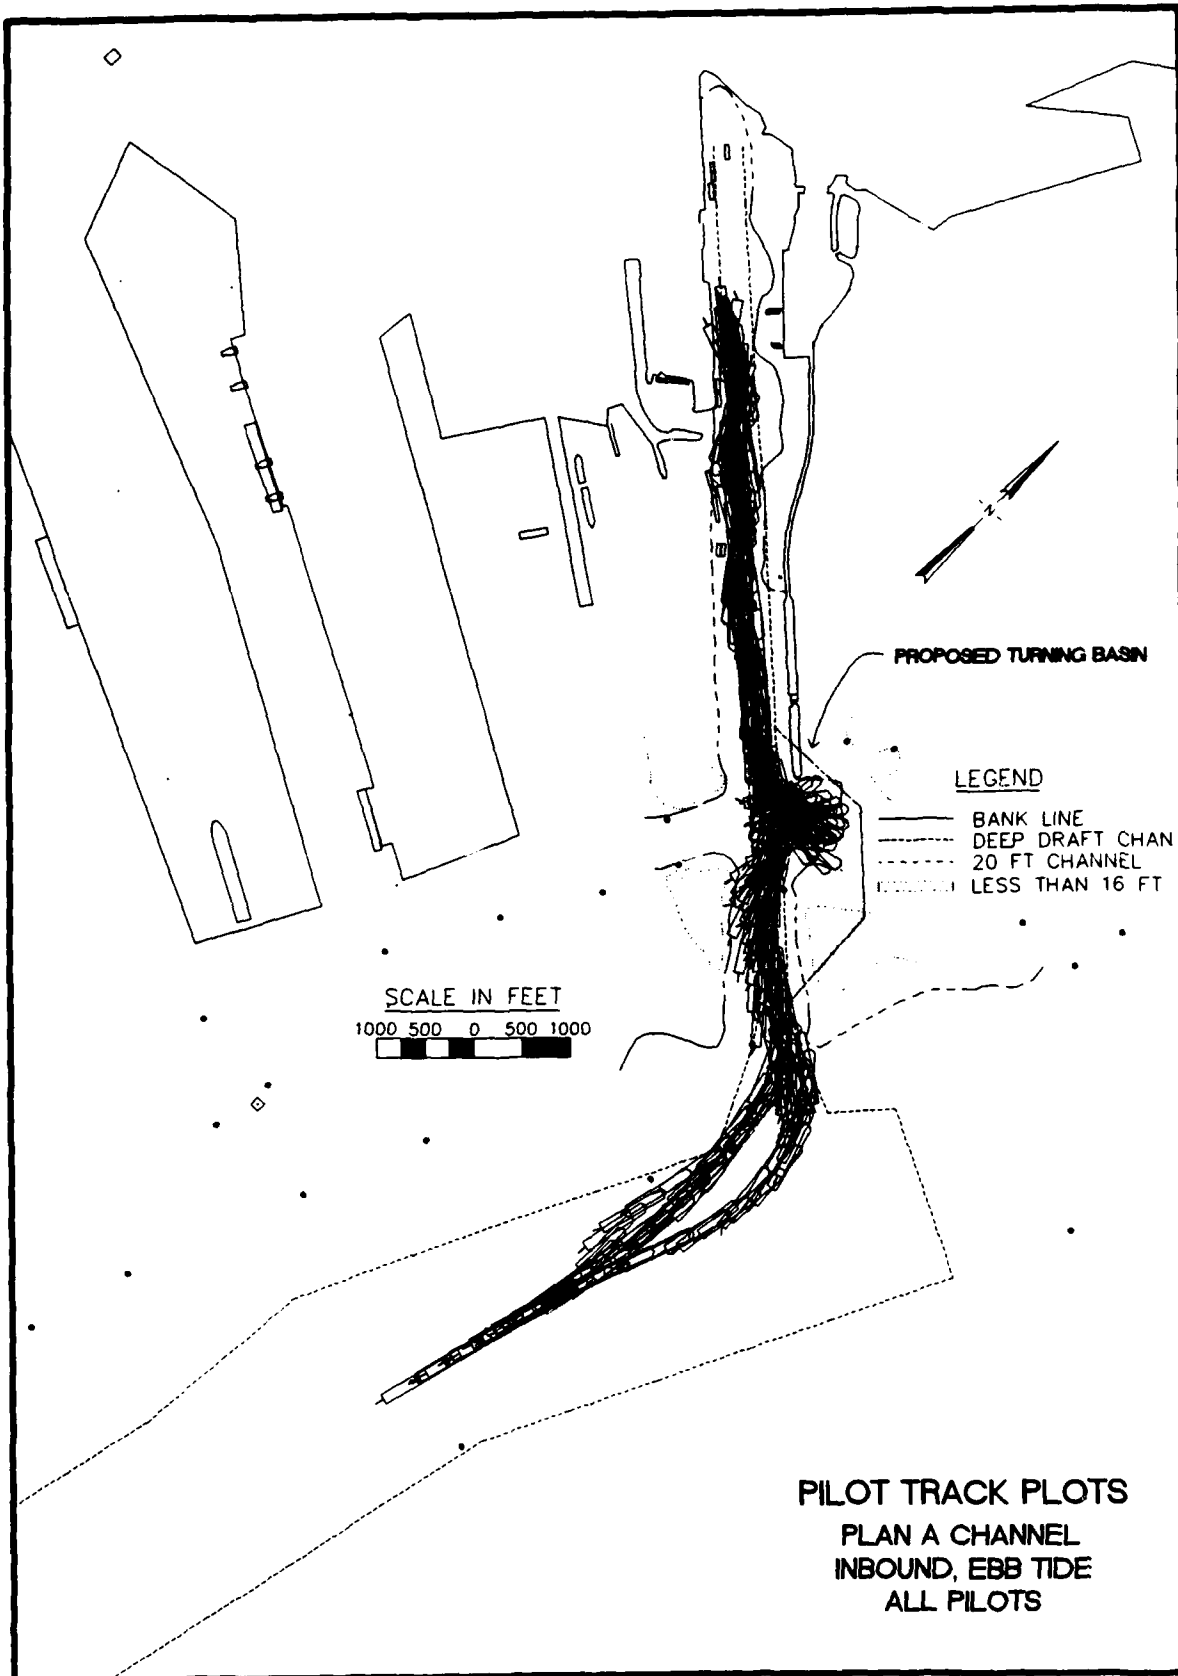 N
PROPOSED TURNING BASIN
LEGEND
BANK LINE
DEEP DRAFT CHAN
20 FT CHANNEL
LESS THAN 16 FT
SCALE IN FEET
1000 500 0 500 1000
PILOT TRACK PLOTS
PLAN A CHANNEL
INBOUND, EBB TIDE
ALL PILOTS